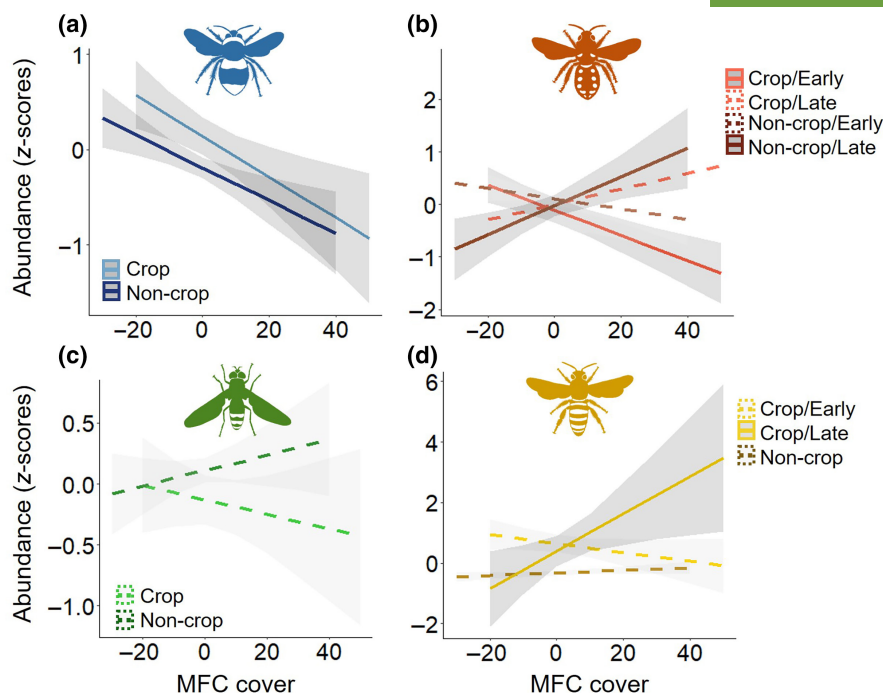 (a)
(b)
Abundance (z-scores)
1
0
−1
Crop
Non-crop
−20
0
20
40
2
1
0
−1
−2
Crop/Early
Crop/Late
Non-crop/Early
Non-crop/Late
−20
0
20
40
(c)
(d)
Abundance (z-scores)
0.5
0.0
−0.5
−1.0
Crop
Non-crop
−20
0
20
40
MFC cover
6
4
2
0
−2
Crop/Early
Crop/Late
Non-crop
−20
0
20
40
MFC cover